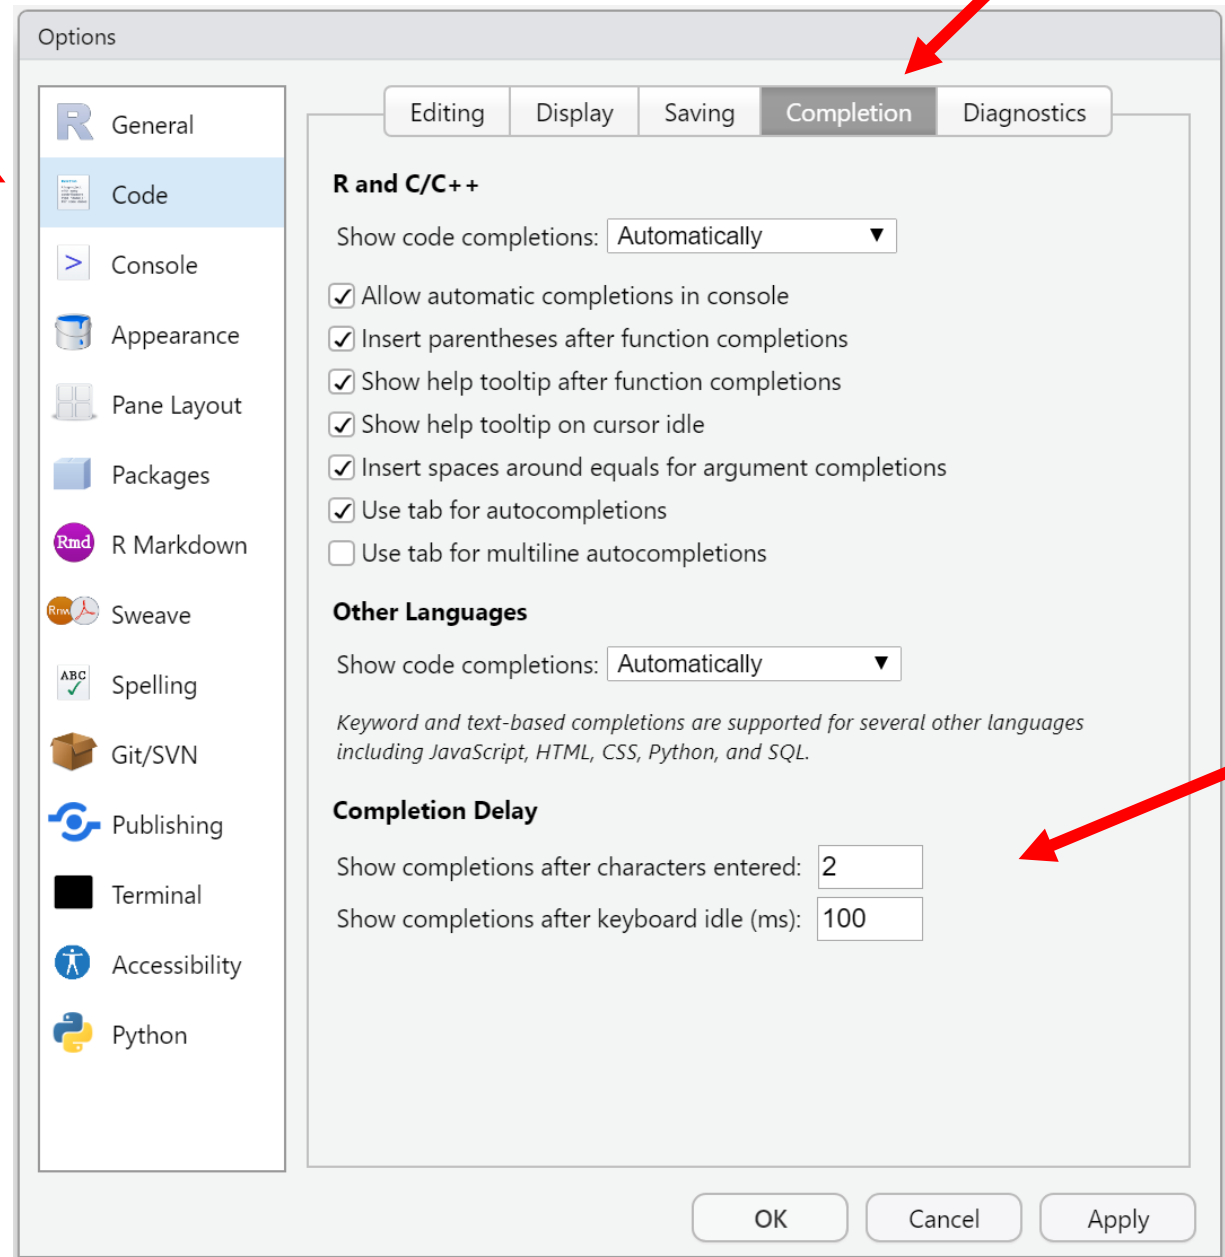 Options
General
Code
Console
Appearance
Pane Layout
Packages
Rmd R Markdown
Rnw Sweave
ABC Spelling
Git/SVN
Publishing
Terminal
Accessibility
Python
Editing Display Saving Completion Diagnostics
R and C/C++
Show code completions: Automatically
Allow automatic completions in console
Insert parentheses after function completions
Show help tooltip after function completions
Show help tooltip on cursor idle
Insert spaces around equals for argument completions
Use tab for autocompletions
Use tab for multiline autocompletions
Other Languages
Show code completions: Automatically
Keyword and text-based completions are supported for several other languages
including JavaScript, HTML, CSS, Python, and SQL.
Completion Delay
Show completions after characters entered: 2
Show completions after keyboard idle (ms): 100
OK Cancel Apply